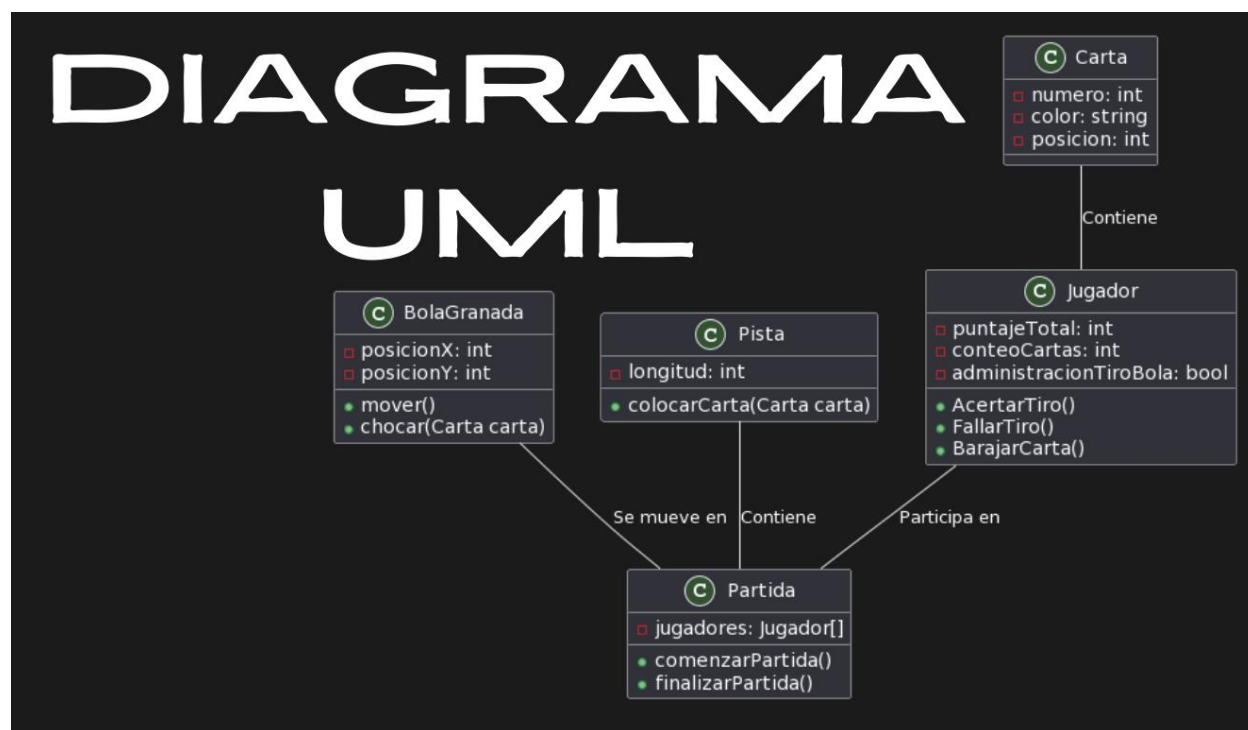 DIAGRAMA
UML
C Carta
numero: int
color: string
posicion: int
Contiene
C Jugador
puntajeTotal: int
conteoCartas: int
administracionTiroBola: bool
AcertarTiro()
FallarTiro()
BarajarCarta()
C BolaGranada
posicionX: int
posicionY: int
mover()
chocar(Carta carta)
C Pista
longitud: int
colocarCarta(Carta carta)
Se mueve en
Contiene
Participa en
C Partida
jugadores: Jugador[]
comenzarPartida()
finalizarPartida()